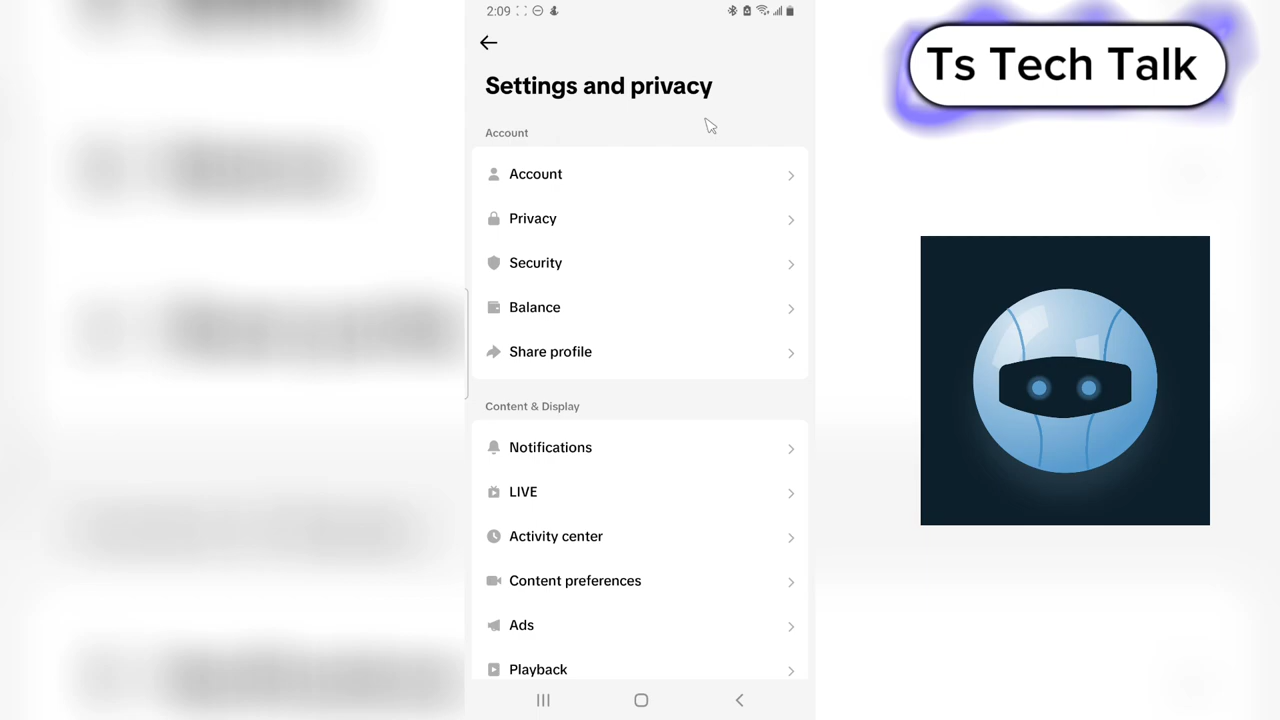 2:09
Ts Tech Talk
Settings and privacy
Account
Account
Privacy
Security
Balance
Share profile
Content & Display
Notifications
LIVE
Activity center
Content preferences
Ads
Playback